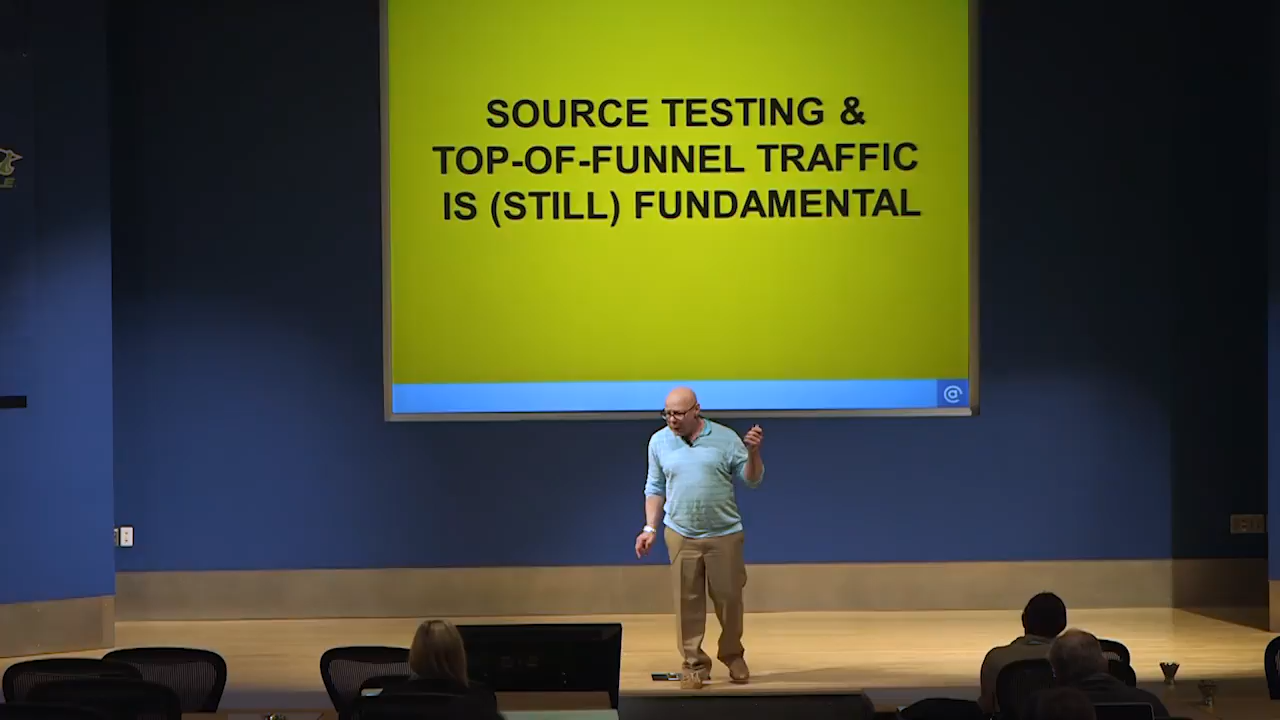 SOURCE TESTING &
TOP-OF-FUNNEL TRAFFIC
IS (STILL) FUNDAMENTAL
@